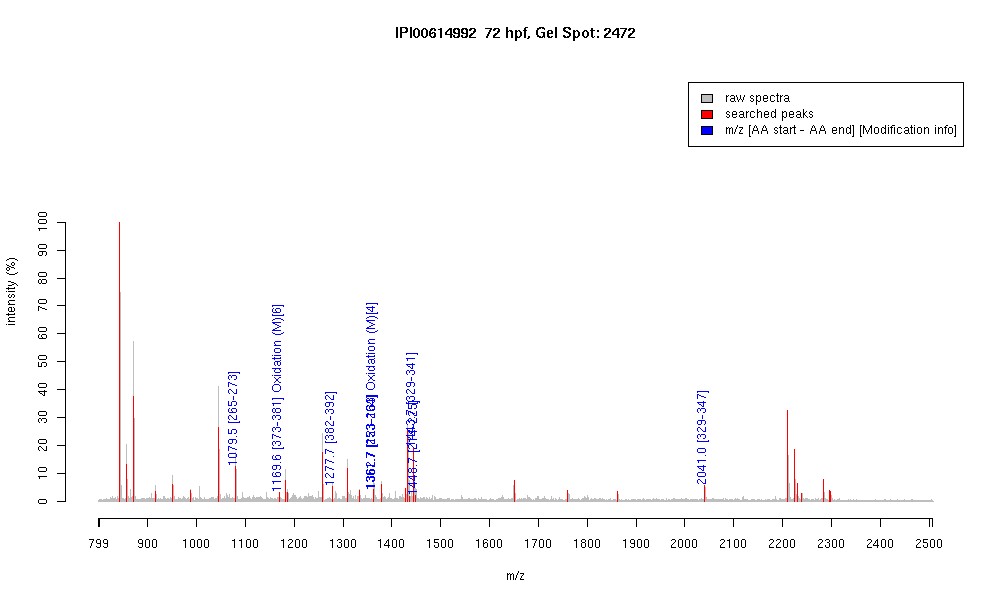 IPI00614992 72 hpf, Gel Spot: 2472
raw spectra
searched peaks
m/z [AA start - AA end] [Modification info]
intensity (%)
100
90
80
70
60
50
40
30
20
10
0
1079.5 [265-273]
1169.6 [373-381] Oxidation (M)[6]
1277.7 [382-392]
Oxidation (M)[4]
[329-341]
1448.7 [214-225]
2041.0 [329-347]
799 900 1000 1100 1200 1300 1400 1500 1600 1700 1800 1900 2000 2100 2200 2300 2400 2500
m/z